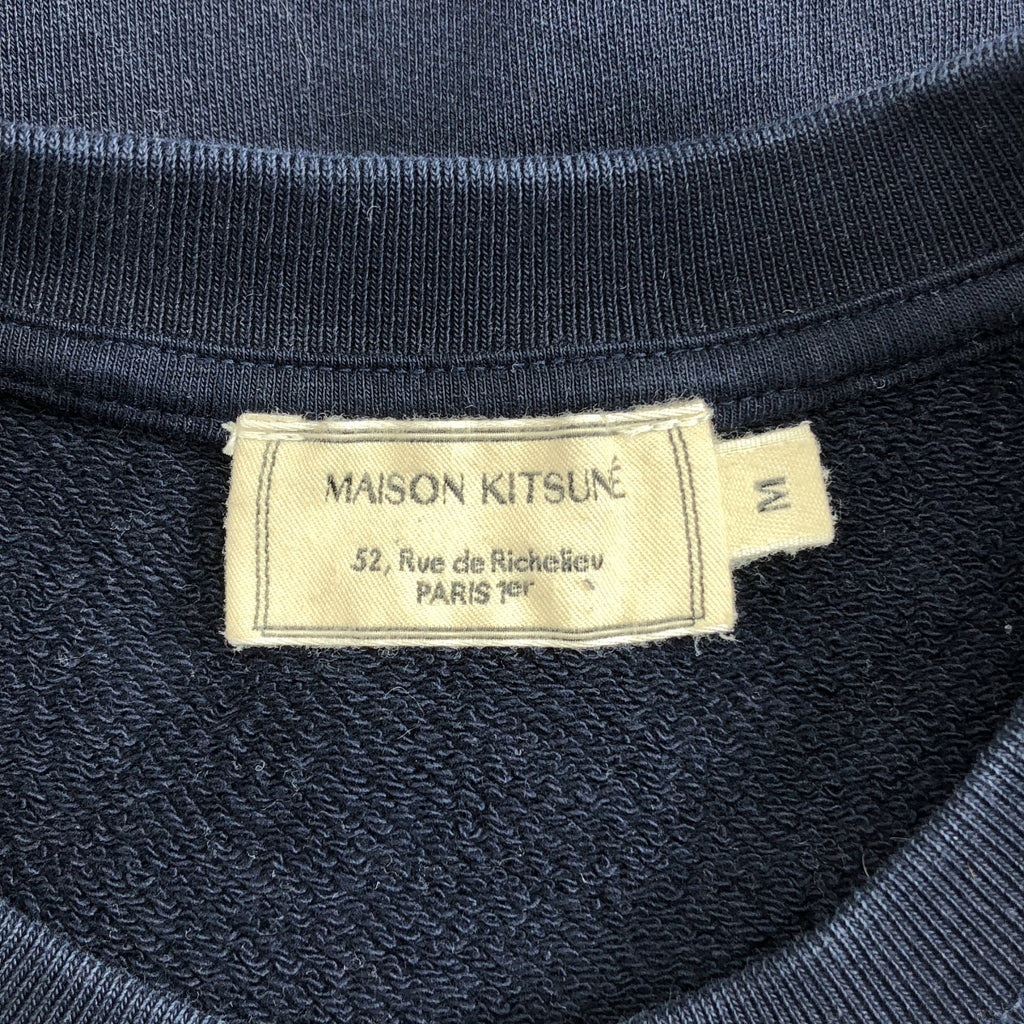 MAISON KITSUNÉ
52, Rue de Richelieu
PARIS 1er
M